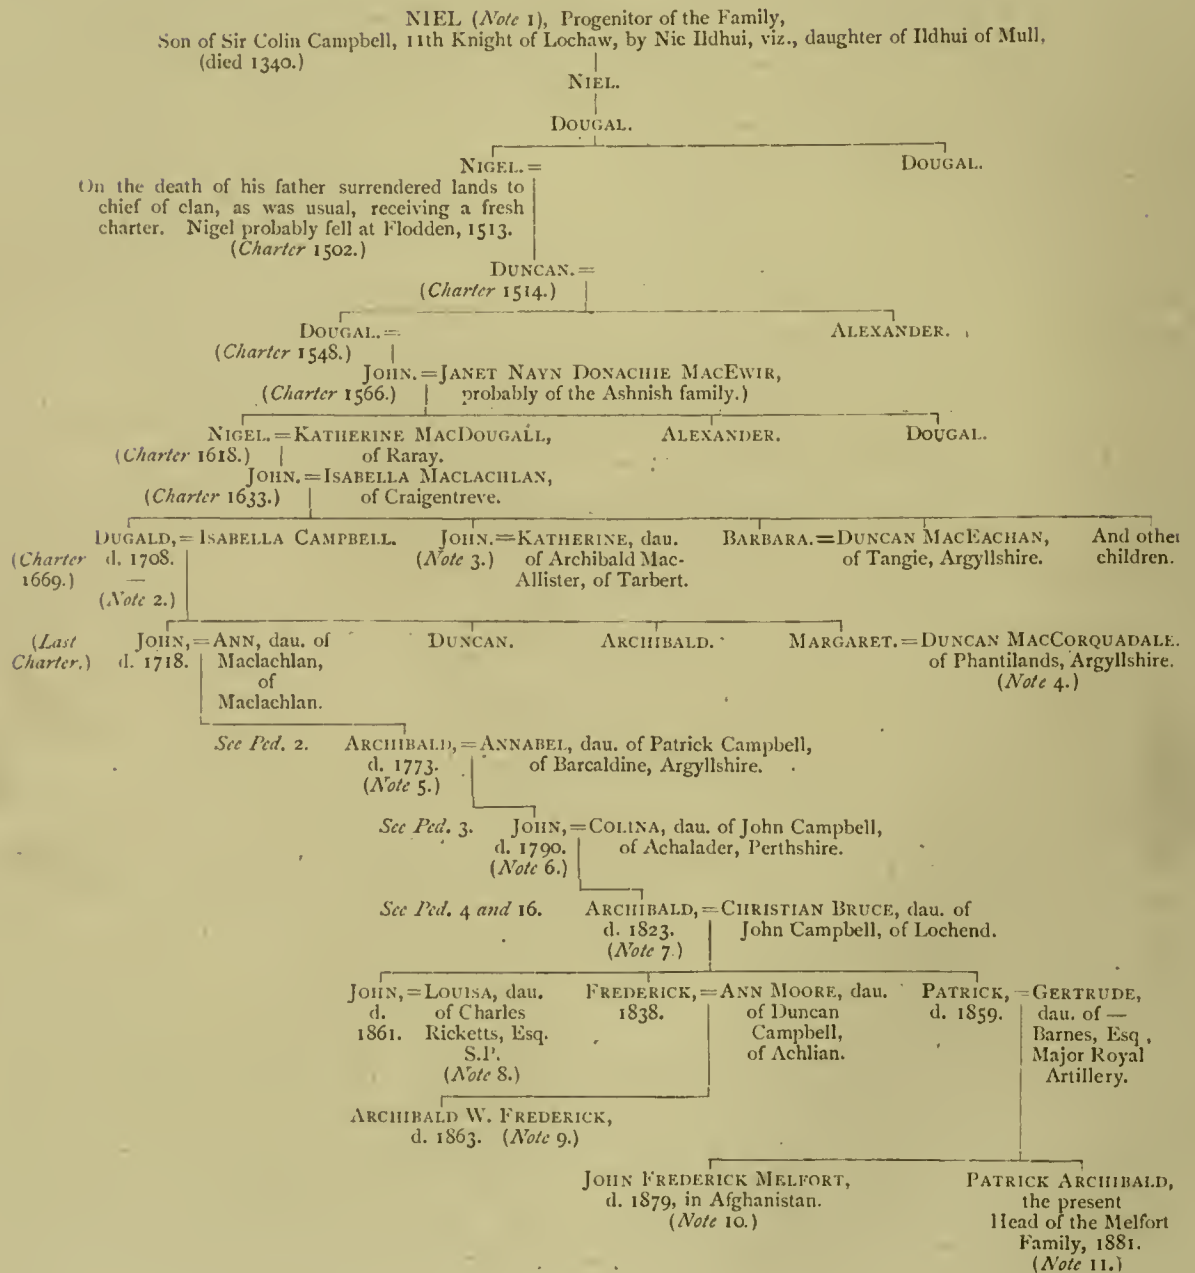 NIEL (Note 1), Progenitor of the Family,
Son of Sir Colin Campbell, 11th Knight of Lochaw, by Nic Ildhui, viz., daughter of Ildhui of Mull,
(died 1340.)
NIEL.
DOUGAL.
NIGEL. = DOUGAL.
On the death of his father surrendered lands to
chief of clan, as was usual, receiving a fresh
charter. Nigel probably fell at Flodden, 1513.
(Charter 1502.)
DUNCAN. =
(Charter 1514.)
DOUGAL. = ALEXANDER.
(Charter 1548.)
JOHN. = JANET NAYN DONACHIE MACEWIR,
(Charter 1566.) probably of the Ashnish family.)
NIGEL. = KATHERINE MACDOUGALL, ALEXANDER. DOUGAL.
(Charter 1618.) of Raray.
JOHN. = ISABELLA MACLACHLAN,
(Charter 1633.) of Craigentreve.
DUGALD, = ISABELLA CAMPBELL. JOHN. = KATHERINE, dau. BARBARA. = DUNCAN MACEACHAN, And other
(Charter d. 1708. (Note 3.) of Archibald Mac- of Tangie, Argyllshire. children.
1669.) — Allister, of Tarbert.
(Note 2.)
(Last JOHN, = ANN, dau. of DUNCAN. ARCHIBALD. MARGARET. = DUNCAN MACCORQUADALE.
Charter.) d. 1718. Maclachlan, of Phantilands, Argyllshire.
of (Note 4.)
Maclachlan.
See Ped. 2. ARCHIBALD, = ANNABEL, dau. of Patrick Campbell,
d. 1773. of Barcaldine, Argyllshire.
(Note 5.)
See Ped. 3. JOHN, = COLINA, dau. of John Campbell,
d. 1790. of Achalader, Perthshire.
(Note 6.)
See Ped. 4 and 16. ARCHIBALD, = CHRISTIAN BRUCE, dau. of
d. 1823. John Campbell, of Lochend.
(Note 7.)
JOHN, = LOUISA, dau. FREDERICK, = ANN MOORE, dau. PATRICK, = GERTRUDE,
d. of Charles 1838. of Duncan d. 1859. dau. of —
1861. Ricketts, Esq. Campbell, Barnes, Esq,
S.P. of Achlian. Major Royal
(Note 8.) Artillery.
ARCHIBALD W. FREDERICK,
d. 1863. (Note 9.)
JOHN FREDERICK MELFORT, PATRICK ARCHIBALD,
d. 1879, in Afghanistan. the present
(Note 10.) Head of the Melfort
Family, 1881.
(Note 11.)